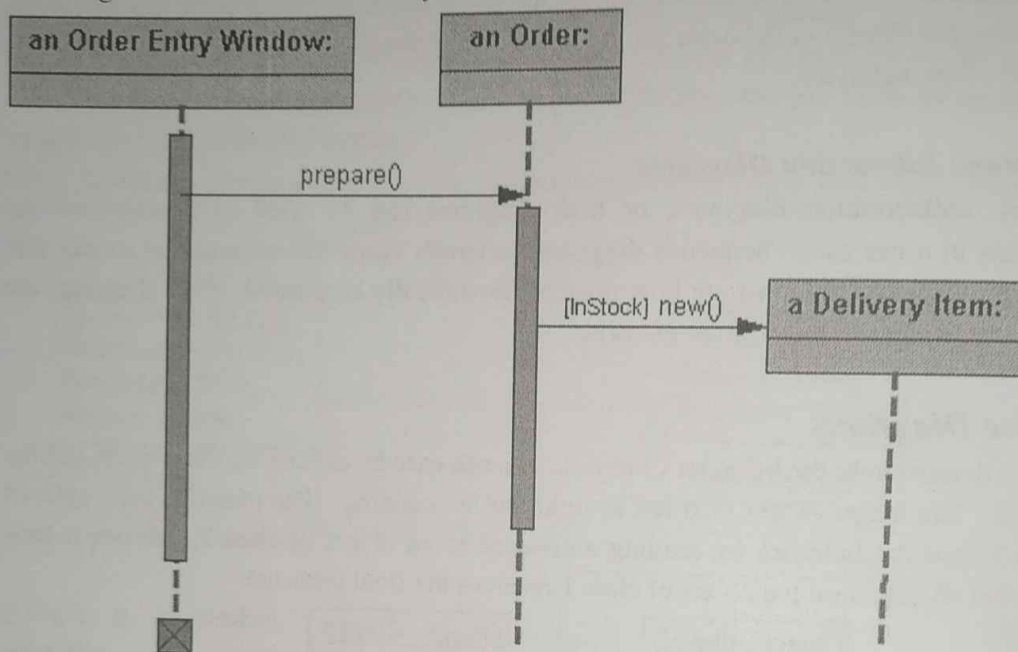 an Order Entry Window:
an Order:
prepare()
[InStock] new()
a Delivery Item: